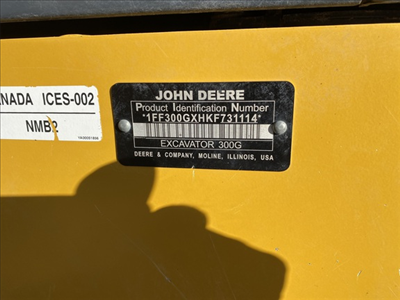 NADA ICES-002
NMB2
JOHN DEERE
Product Identification Number
*1FF300GXHKF731114*
EXCAVATOR 300G
DEERE & COMPANY, MOLINE, ILLINOIS, USA